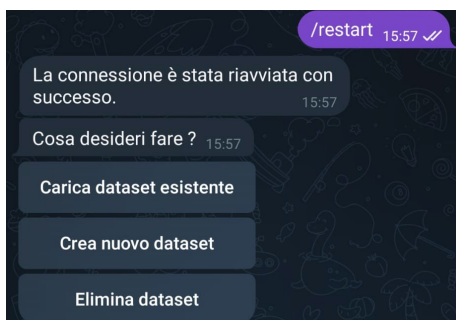 /restart 15:57
La connessione è stata riavviata con
successo. 15:57
Cosa desideri fare ? 15:57
Carica dataset esistente
Crea nuovo dataset
Elimina dataset